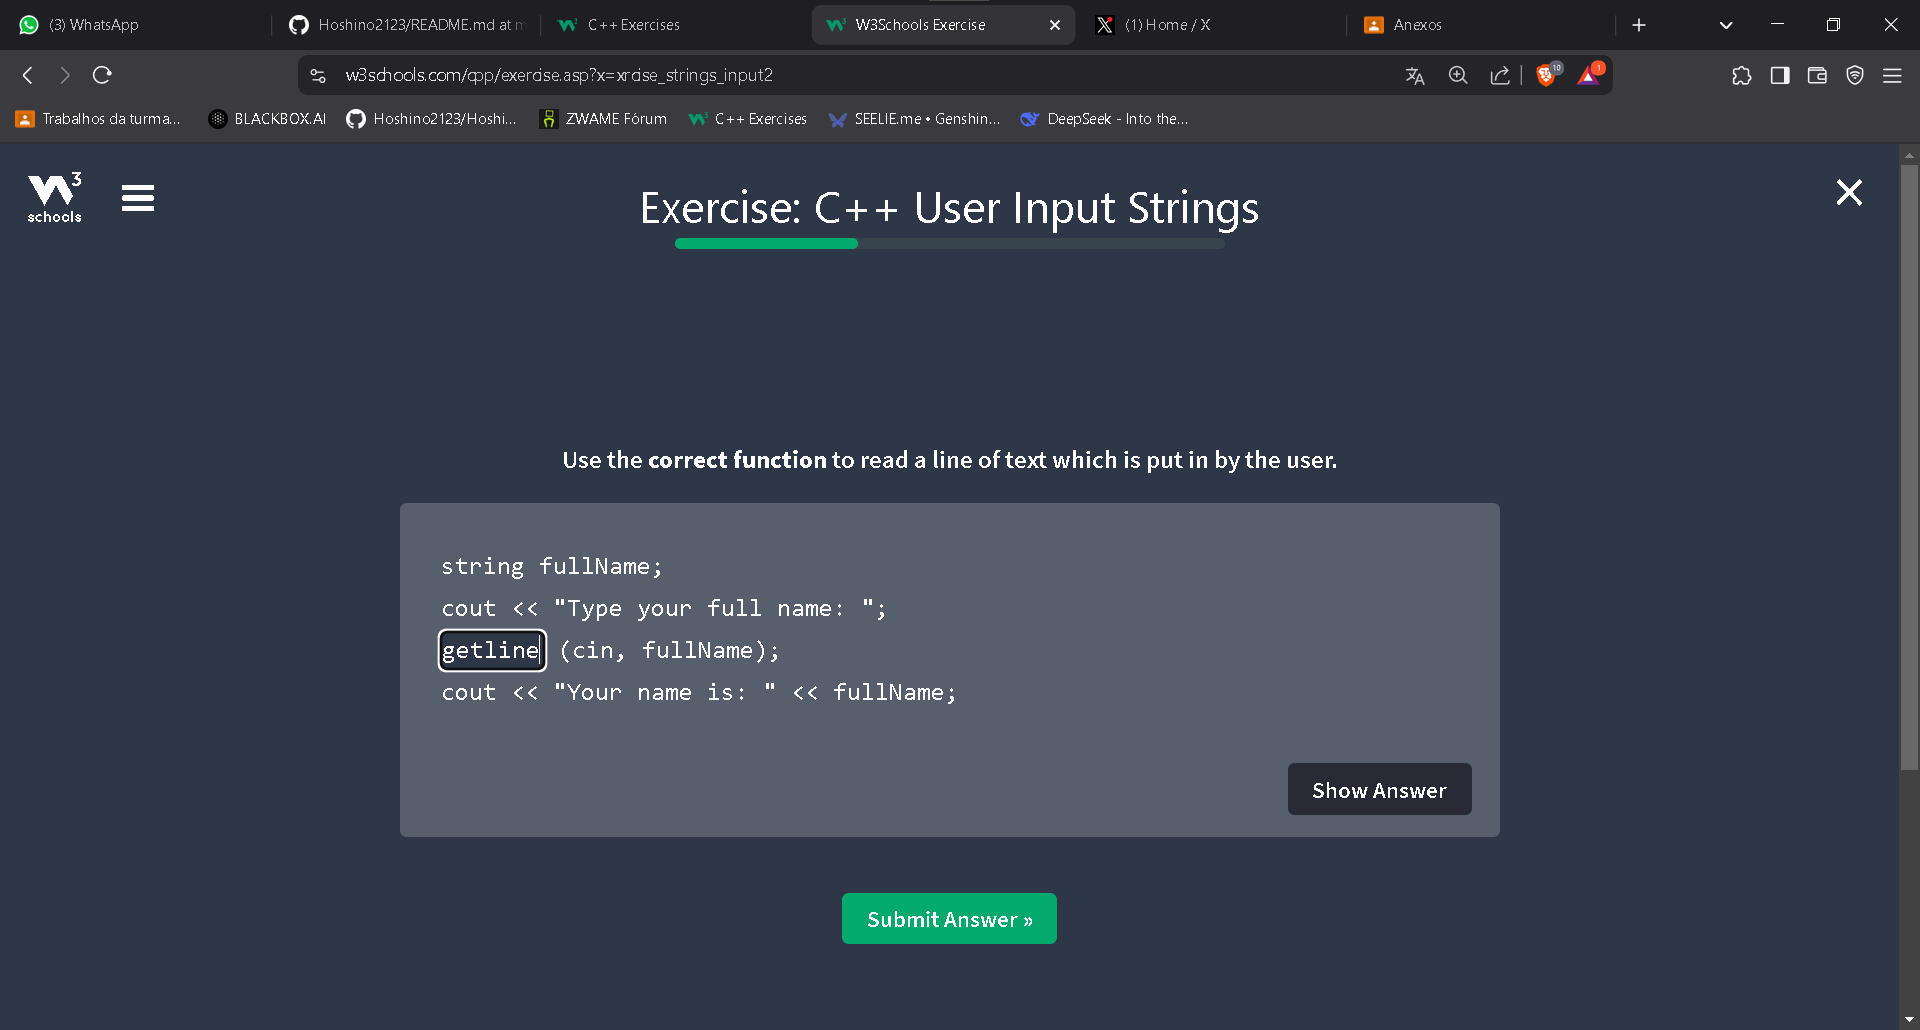 (3) WhatsApp
Hoshino2123/README.md at m
C++ Exercises
W3Schools Exercise
(1) Home / X
Anexos
w3schools.com/cpp/exercise.asp?x=xrcise_strings_input2
10
1
Trabalhos da turma...
BLACKBOX.AI
Hoshino2123/Hoshi...
ZWAME Fórum
C++ Exercises
SEELIE.me • Genshin...
DeepSeek - Into the...
W3
schools
Exercise: C++ User Input Strings
Use the correct function to read a line of text which is put in by the user.
string fullName;
cout << "Type your full name: ";
getline (cin, fullName);
cout << "Your name is: " << fullName;
Show Answer
Submit Answer »